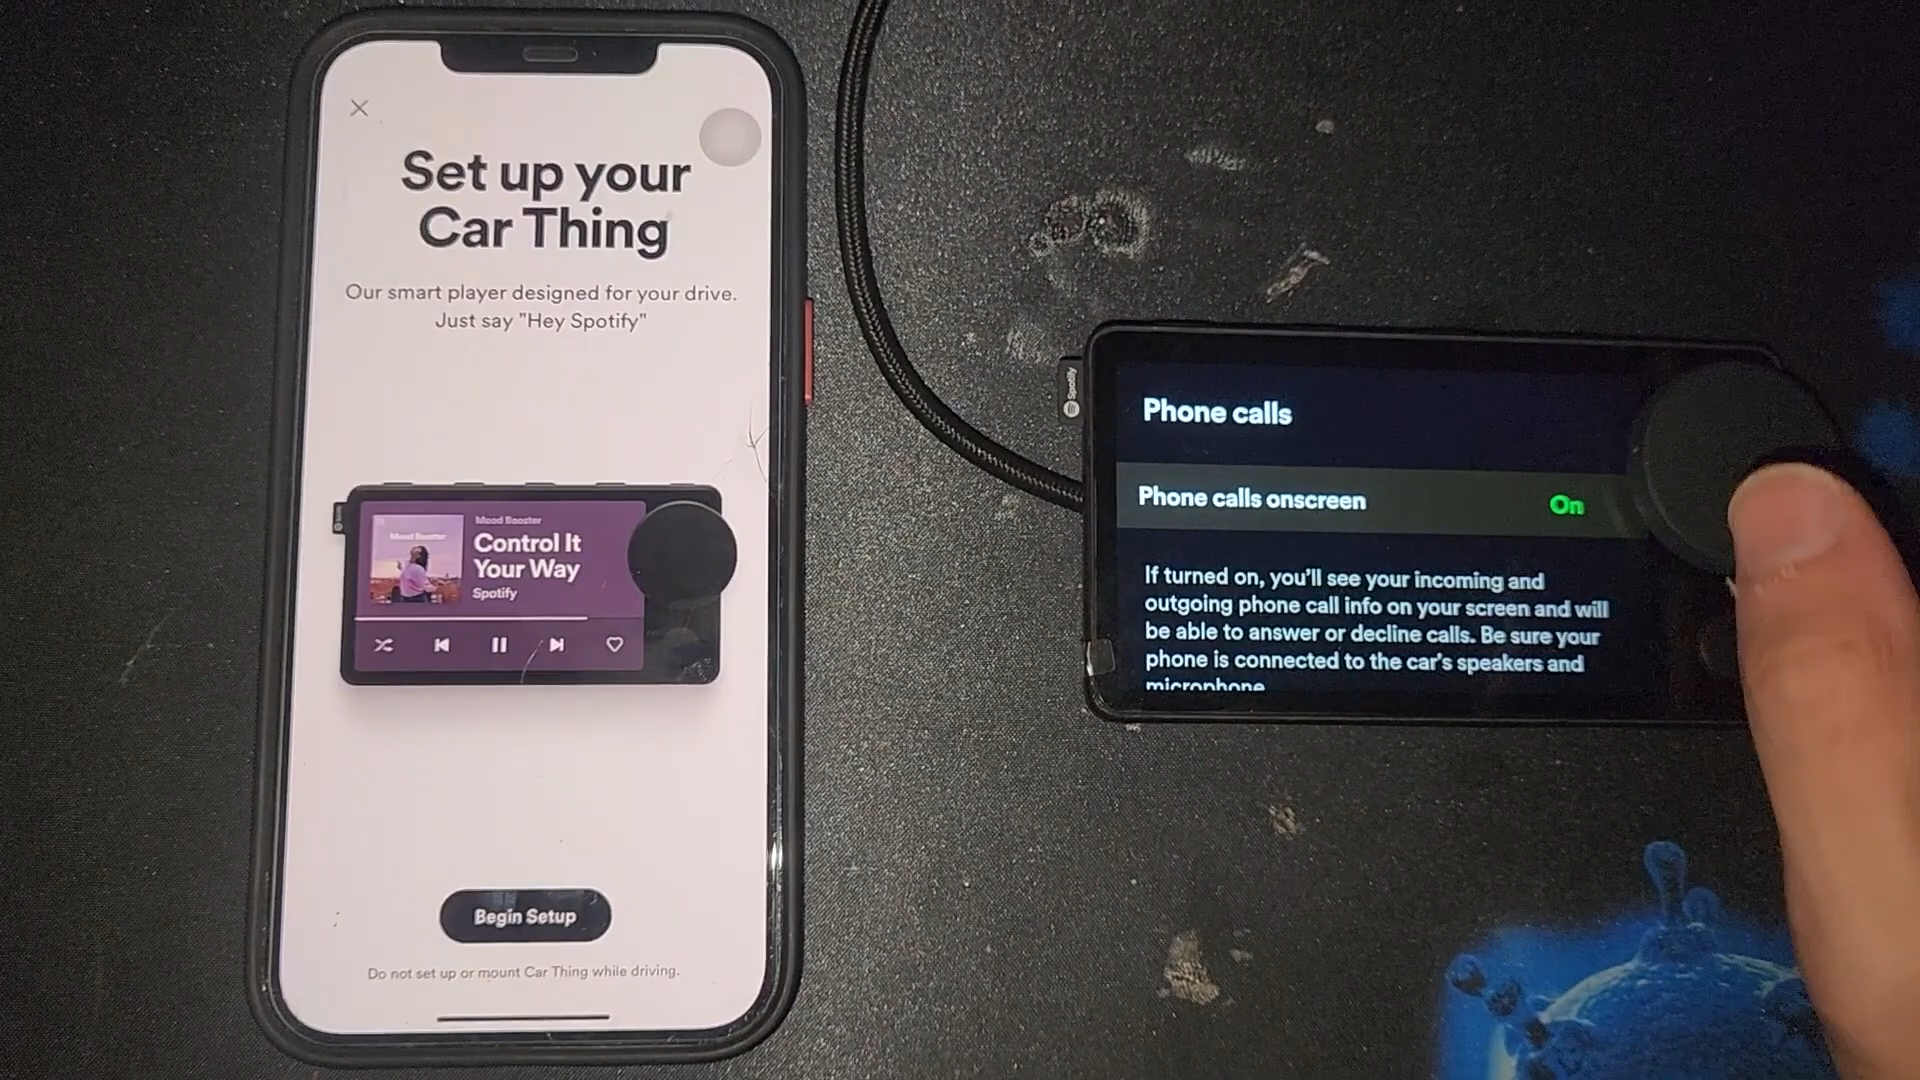 Set up your
Car Thing
Our smart player designed for your drive.
Just say "Hey Spotify"
Mood Booster
Mood Booster
Control It
Your Way
Spotify
Begin Setup
Do not set up or mount Car Thing while driving.
Spotify
Phone calls
Phone calls onscreen
On
If turned on, you'll see your incoming and
outgoing phone call info on your screen and will
be able to answer or decline calls. Be sure your
phone is connected to the car's speakers and
microphone